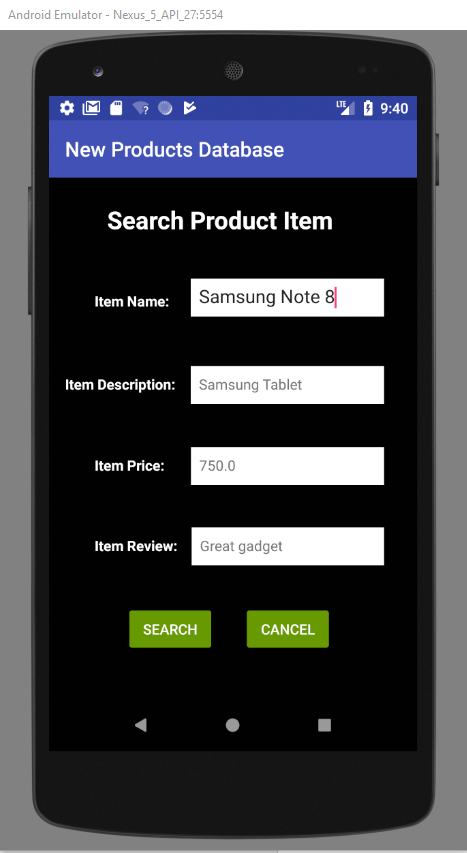 Android Emulator - Nexus_5_API_27:5554
LTE 9:40
New Products Database
Search Product Item
Item Name: Samsung Note 8
Item Description: Samsung Tablet
Item Price: 750.0
Item Review: Great gadget
SEARCH CANCEL